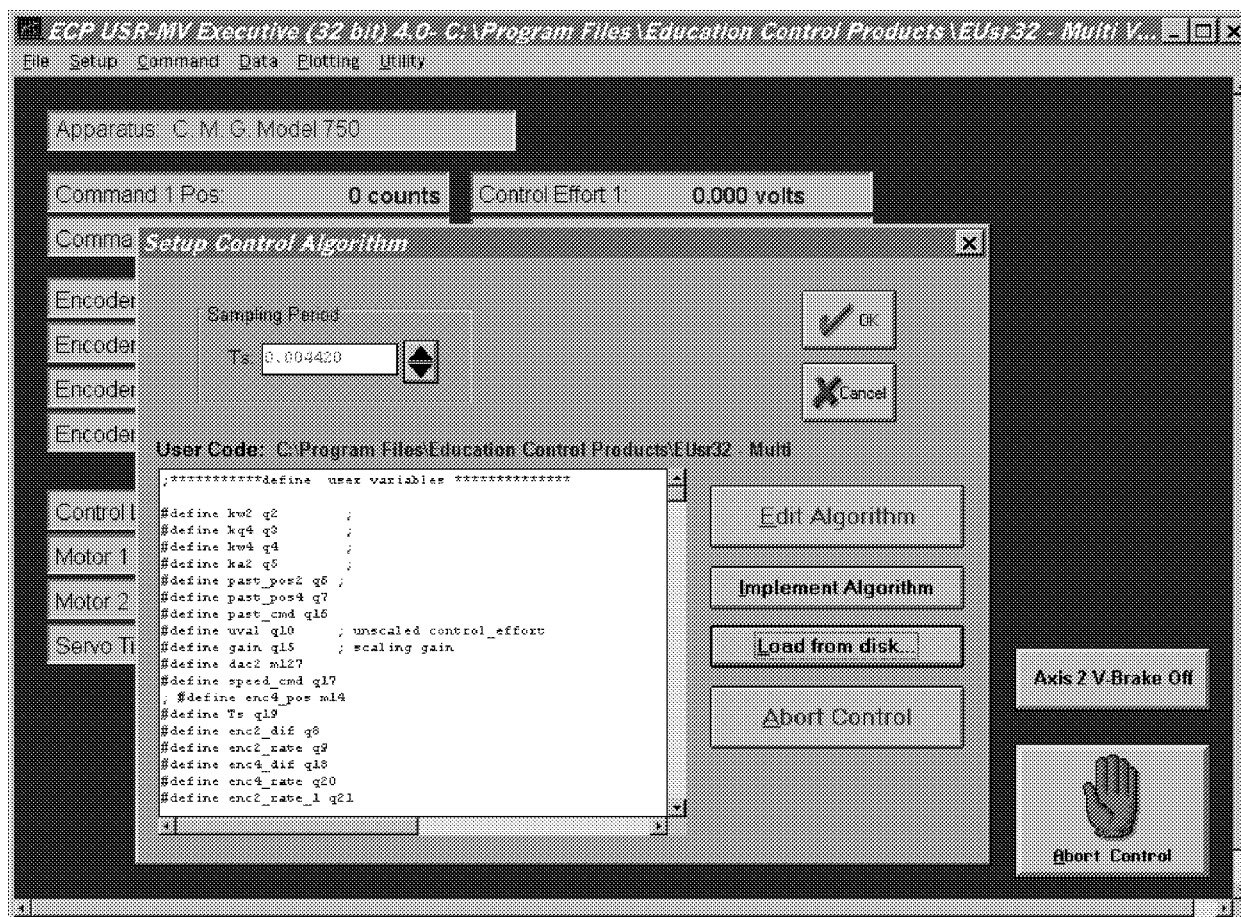 ECP USR-MV Executive (32 bit) 4.0- C:\Program Files\Education Control Products\EUsr32 - Multi V...
File Setup Command Data Plotting Utility
Apparatus: C. M. G. Model 750
Command 1 Pos: 0 counts Control Effort 1: 0.000 volts
Comma
Setup Control Algorithm
Encoder
Encoder
Encoder
Encoder
Control L
Motor 1
Motor 2
Servo Ti
Sampling Period
Ts: 0.004420
OK
Cancel
User Code: C:\Program Files\Education Control Products\EUsr32 - Multi
;***********define user variables **************
#define kw2 q2 ;
#define kq4 q3 ;
#define kw4 q4 ;
#define ka2 q5 ;
#define past_pos2 q6 ;
#define past_pos4 q7
#define past_cmd q16
#define uval q10 ; unscaled control_effort
#define gain q15 ; scaling gain
#define dac2 m127
#define speed_cmd q17
; #define enc4_pos m14
#define Ts q19
#define enc2_dif q8
#define enc2_rate q9
#define enc4_dif q18
#define enc4_rate q20
#define enc2_rate_1 q21
Edit Algorithm
Implement Algorithm
Load from disk...
Abort Control
Axis 2 V-Brake Off
Abort Control